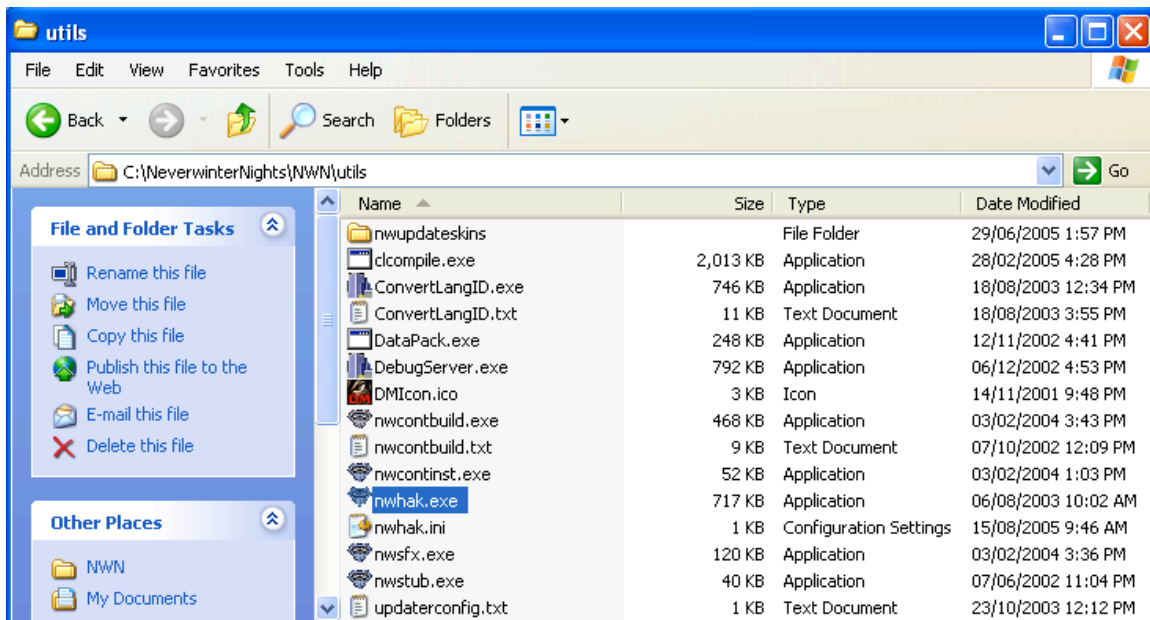 utils
File Edit View Favorites Tools Help
Back Search Folders
Address C:\NeverwinterNights\NWN\utils Go
File and Folder Tasks
Rename this file
Move this file
Copy this file
Publish this file to the
Web
E-mail this file
Delete this file
Other Places
NWN
My Documents
Name Size Type Date Modified
nwupdateskins File Folder 29/06/2005 1:57 PM
clcompile.exe 2,013 KB Application 28/02/2005 4:28 PM
ConvertLangID.exe 746 KB Application 18/08/2003 12:34 PM
ConvertLangID.txt 11 KB Text Document 18/08/2003 3:55 PM
DataPack.exe 248 KB Application 12/11/2002 4:41 PM
DebugServer.exe 792 KB Application 06/12/2002 4:53 PM
DMIcon.ico 3 KB Icon 14/11/2001 9:48 PM
nwcontbuild.exe 468 KB Application 03/02/2004 3:43 PM
nwcontbuild.txt 9 KB Text Document 07/10/2002 12:09 PM
nwcontinst.exe 52 KB Application 03/02/2004 1:03 PM
nwhak.exe 717 KB Application 06/08/2003 10:02 AM
nwhak.ini 1 KB Configuration Settings 15/08/2005 9:46 AM
nwsfx.exe 120 KB Application 03/02/2004 3:36 PM
nwstub.exe 40 KB Application 07/06/2002 11:04 PM
updaterconfig.txt 1 KB Text Document 23/10/2003 12:12 PM